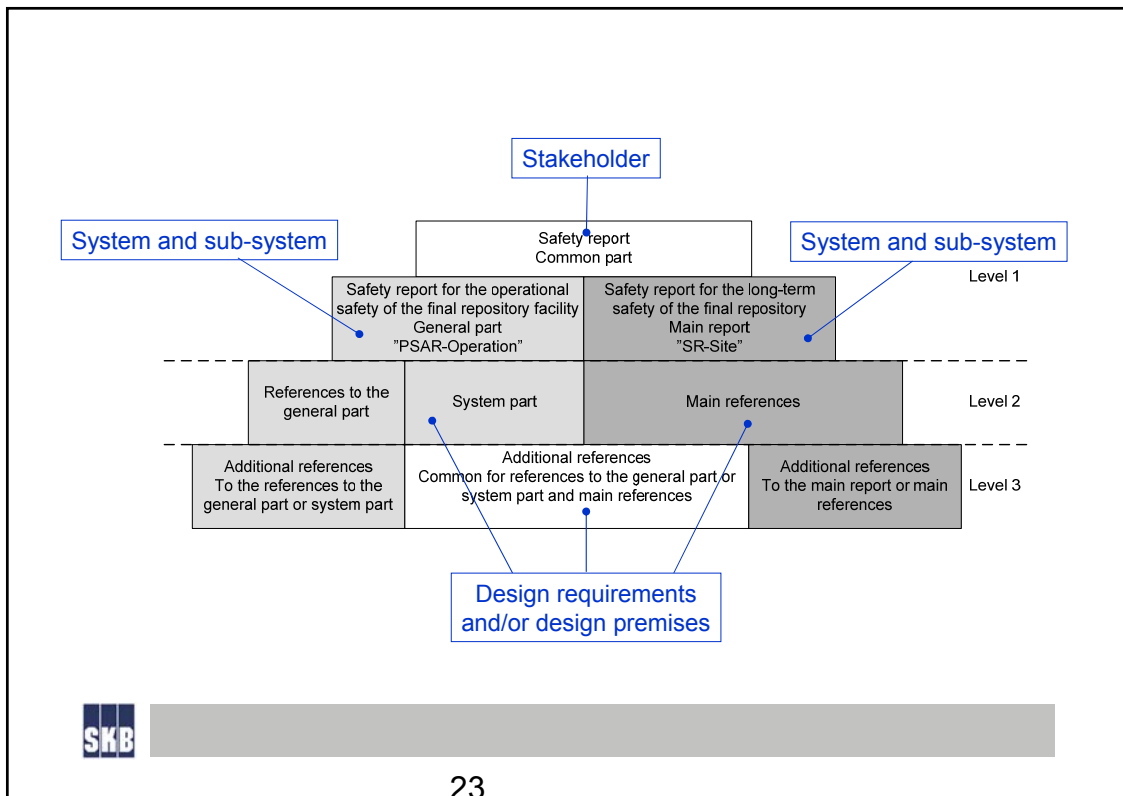 Stakeholder
System and sub-system
System and sub-system
Safety report
Common part
Level 1
Safety report for the operational
safety of the final repository facility
General part
"PSAR-Operation"
Safety report for the long-term
safety of the final repository
Main report
"SR-Site"
References to the
general part
System part
Main references
Level 2
Additional references
To the references to the
general part or system part
Additional references
Common for references to the general part or
system part and main references
Additional references
To the main report or main
references
Level 3
Design requirements
and/or design premises
SKB
23